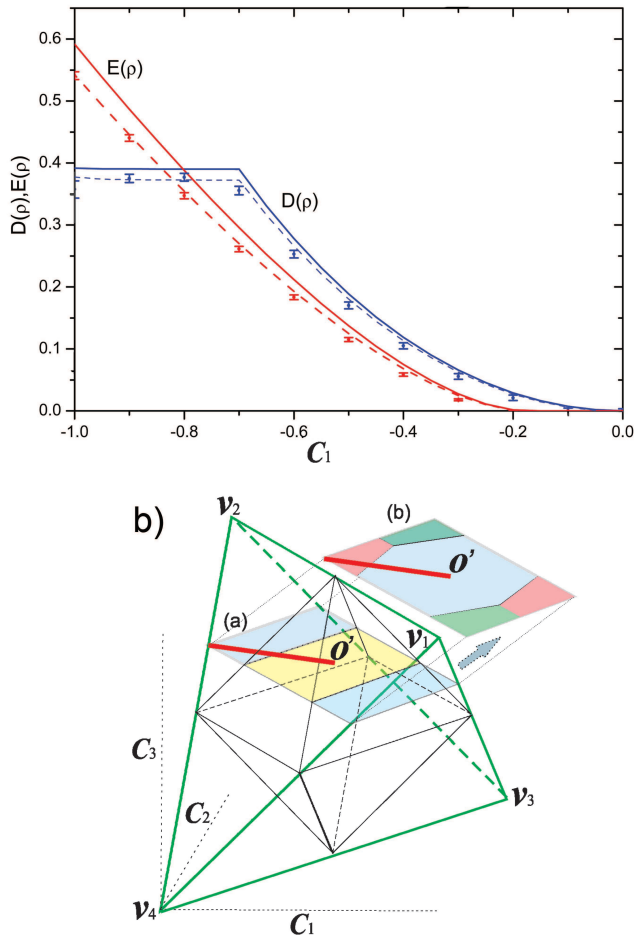 0.6
E(ρ)
0.5
0.4
D(ρ),E(ρ)
D(ρ)
0.3
0.2
0.1
0.0
-1.0 -0.8 -0.6 -0.4 -0.2 0.0
C₁
b)
v₂
(b)
O'
(a)
v₁
O'
C₃
C₂
v₃
v₄
C₁